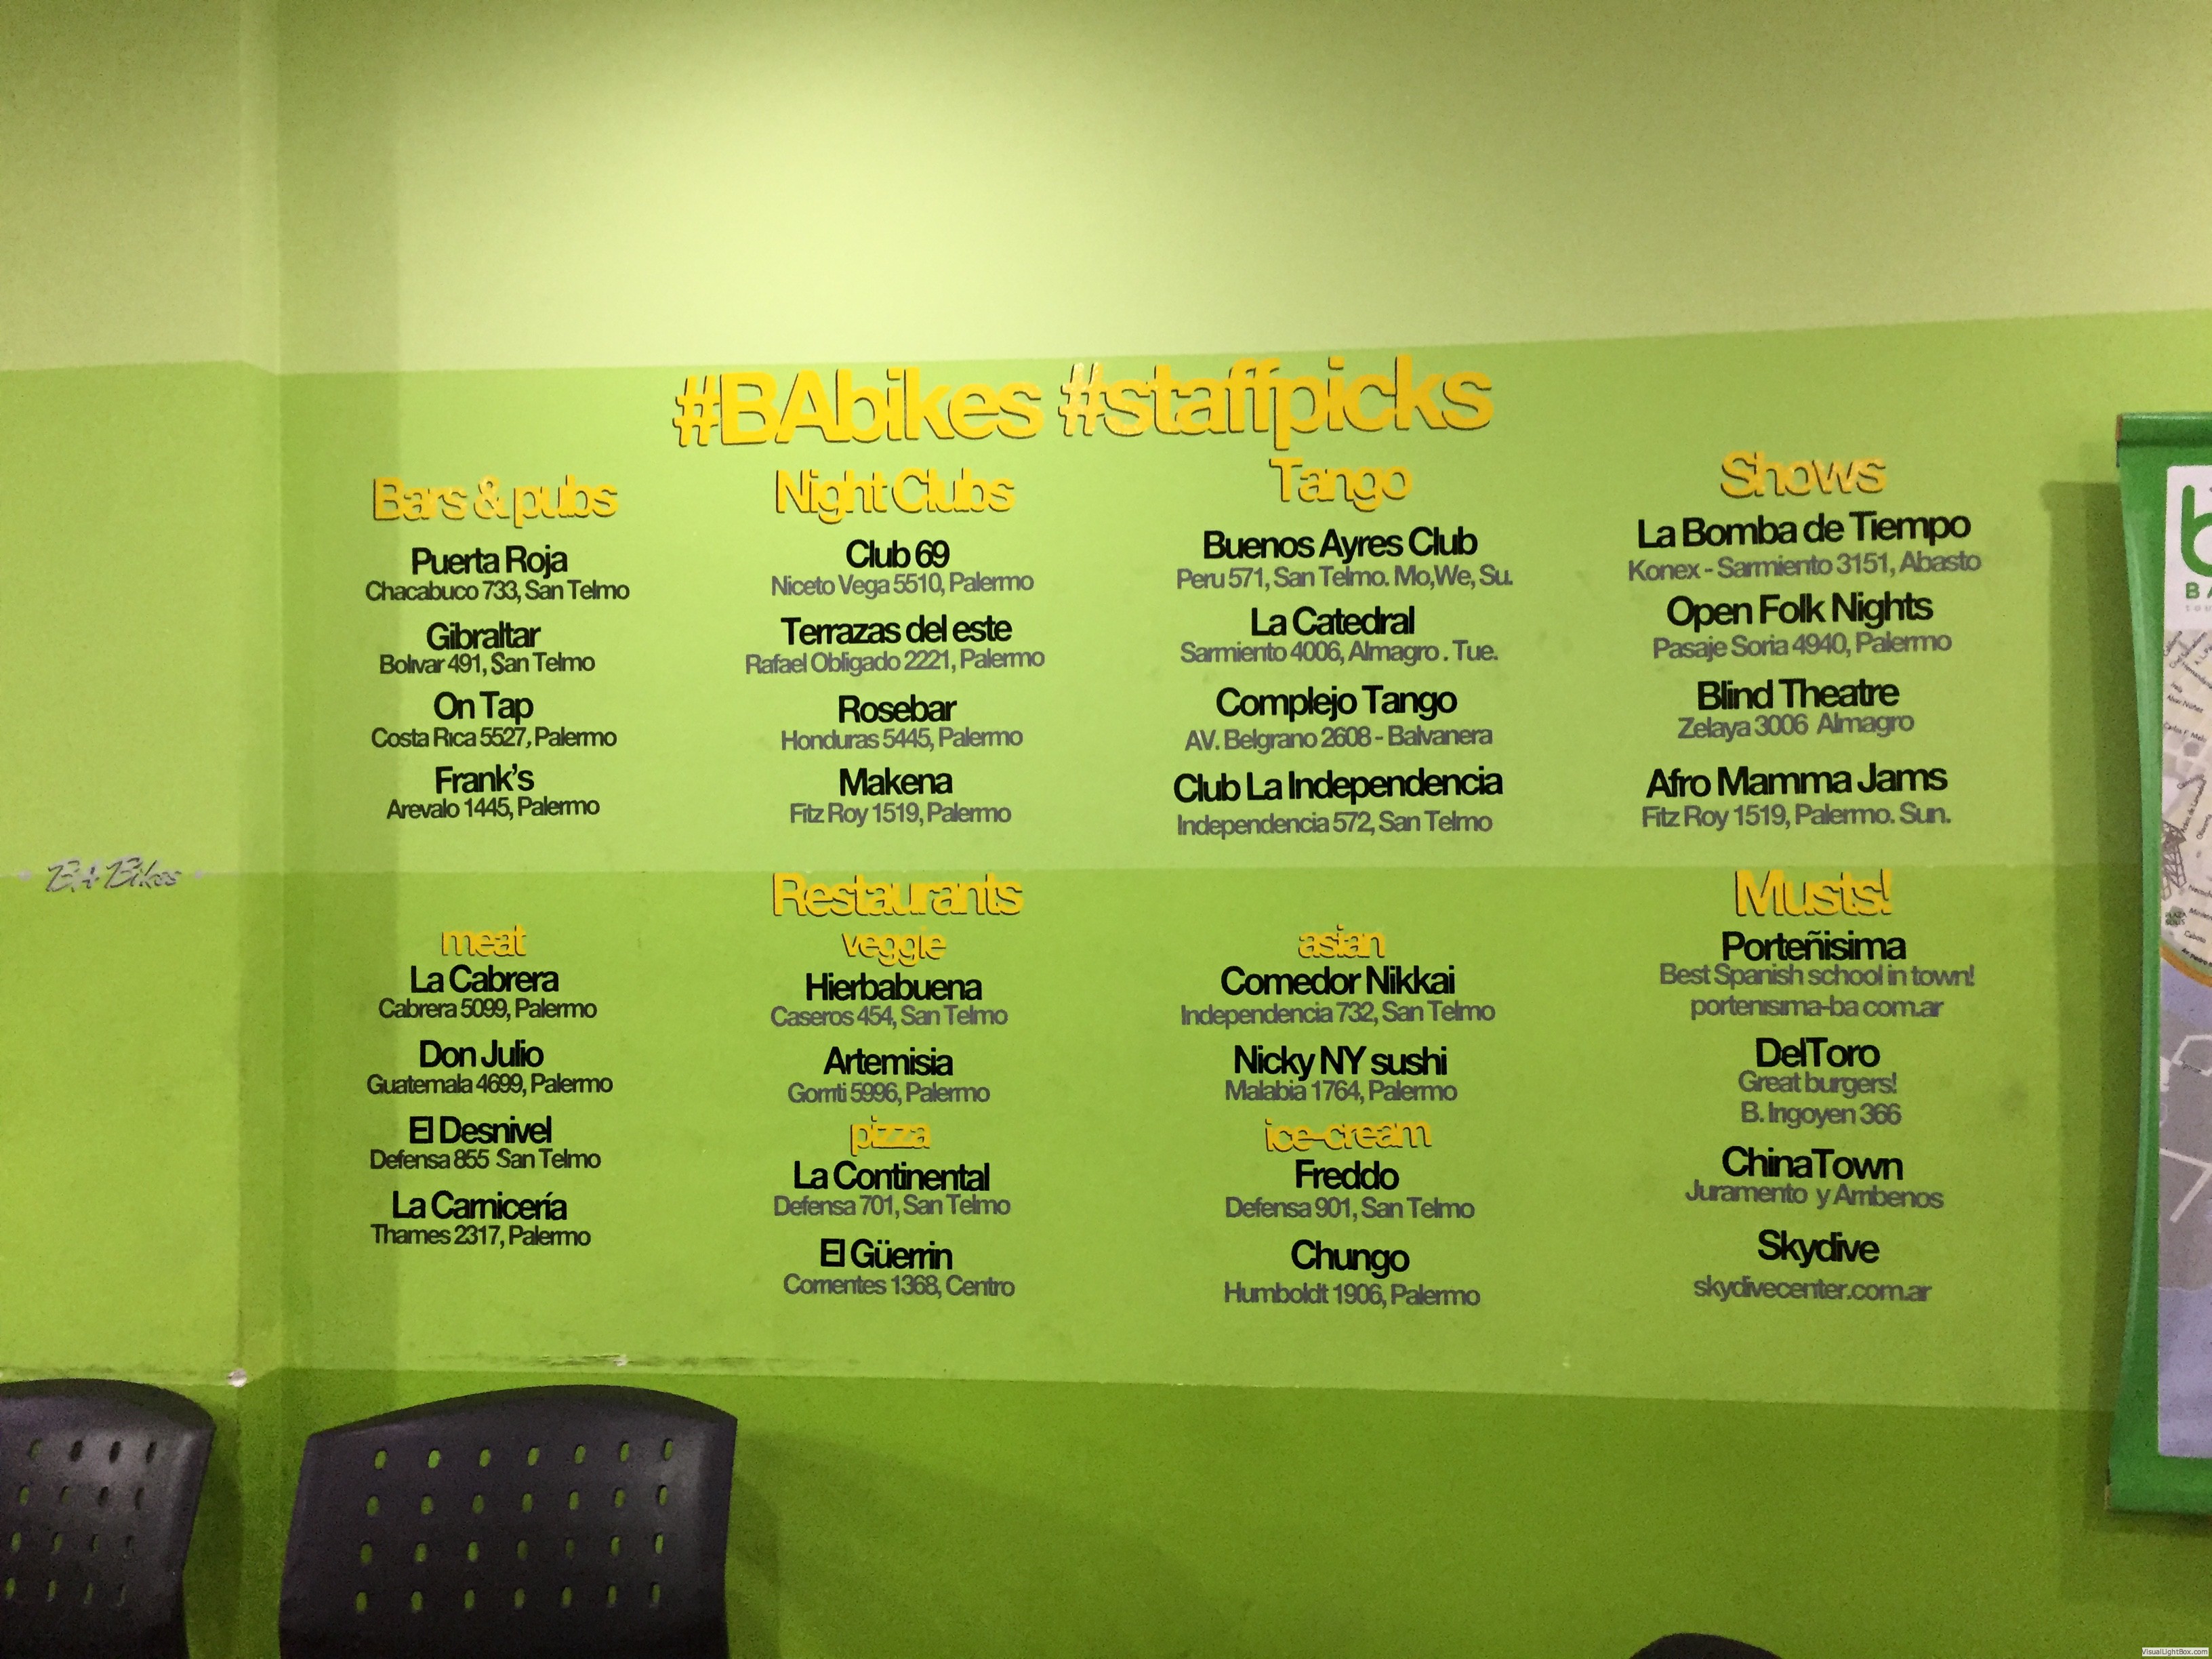 #BAbikes #staffpicks
Bars & pubs
Puerta Roja
Chacabuco 733, San Telmo
Gibraltar
Bolivar 491, San Telmo
On Tap
Costa Rica 5527, Palermo
Frank's
Arevalo 1445, Palermo
Night Clubs
Club 69
Niceto Vega 5510, Palermo
Terrazas del este
Rafael Obligado 2221, Palermo
Rosebar
Honduras 5445, Palermo
Makena
Fitz Roy 1519, Palermo
Tango
Buenos Ayres Club
Peru 571, San Telmo. Mo,We, Su.
La Catedral
Sarmiento 4006, Almagro . Tue.
Complejo Tango
AV. Belgrano 2608 - Balvanera
Club La Independencia
Independencia 572, San Telmo
Shows
La Bomba de Tiempo
Konex - Sarmiento 3151, Abasto
Open Folk Nights
Pasaje Soria 4940, Palermo
Blind Theatre
Zelaya 3006 Almagro
Afro Mamma Jams
Fitz Roy 1519, Palermo. Sun.
BA Bikes
Restaurants
meat
La Cabrera
Cabrera 5099, Palermo
Don Julio
Guatemala 4699, Palermo
El Desnivel
Defensa 855 San Telmo
La Carnicería
Thames 2317, Palermo
veggie
Hierbabuena
Caseros 454, San Telmo
Artemisia
Gorriti 5996, Palermo
pizza
La Continental
Defensa 701, San Telmo
El Güerrin
Corrientes 1368, Centro
asian
Comedor Nikkai
Independencia 732, San Telmo
Nicky NY sushi
Malabia 1764, Palermo
ice-cream
Freddo
Defensa 901, San Telmo
Chungo
Humboldt 1906, Palermo
Musts!
Porteñisima
Best Spanish school in town!
portenisima-ba com.ar
DelToro
Great burgers!
B. Irigoyen 366
ChinaTown
Juramento y Arribenos
Skydive
skydivecenter.com.ar
VisualLightBox.com